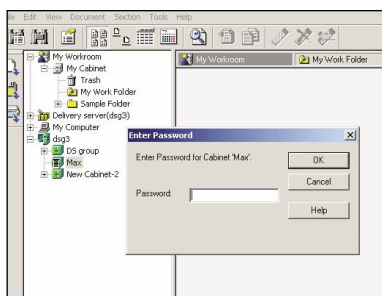 File Edit View Document Section Tools Help
My Workroom
My Cabinet
Trash
My Work Folder
Sample Folder
Delivery server(dsg3)
My Computer
dsg3
DS group
Max
New Cabinet-2
My Workroom
My Work Folder
Enter Password
Enter Password for Cabinet 'Max'.
Password:
OK
Cancel
Help